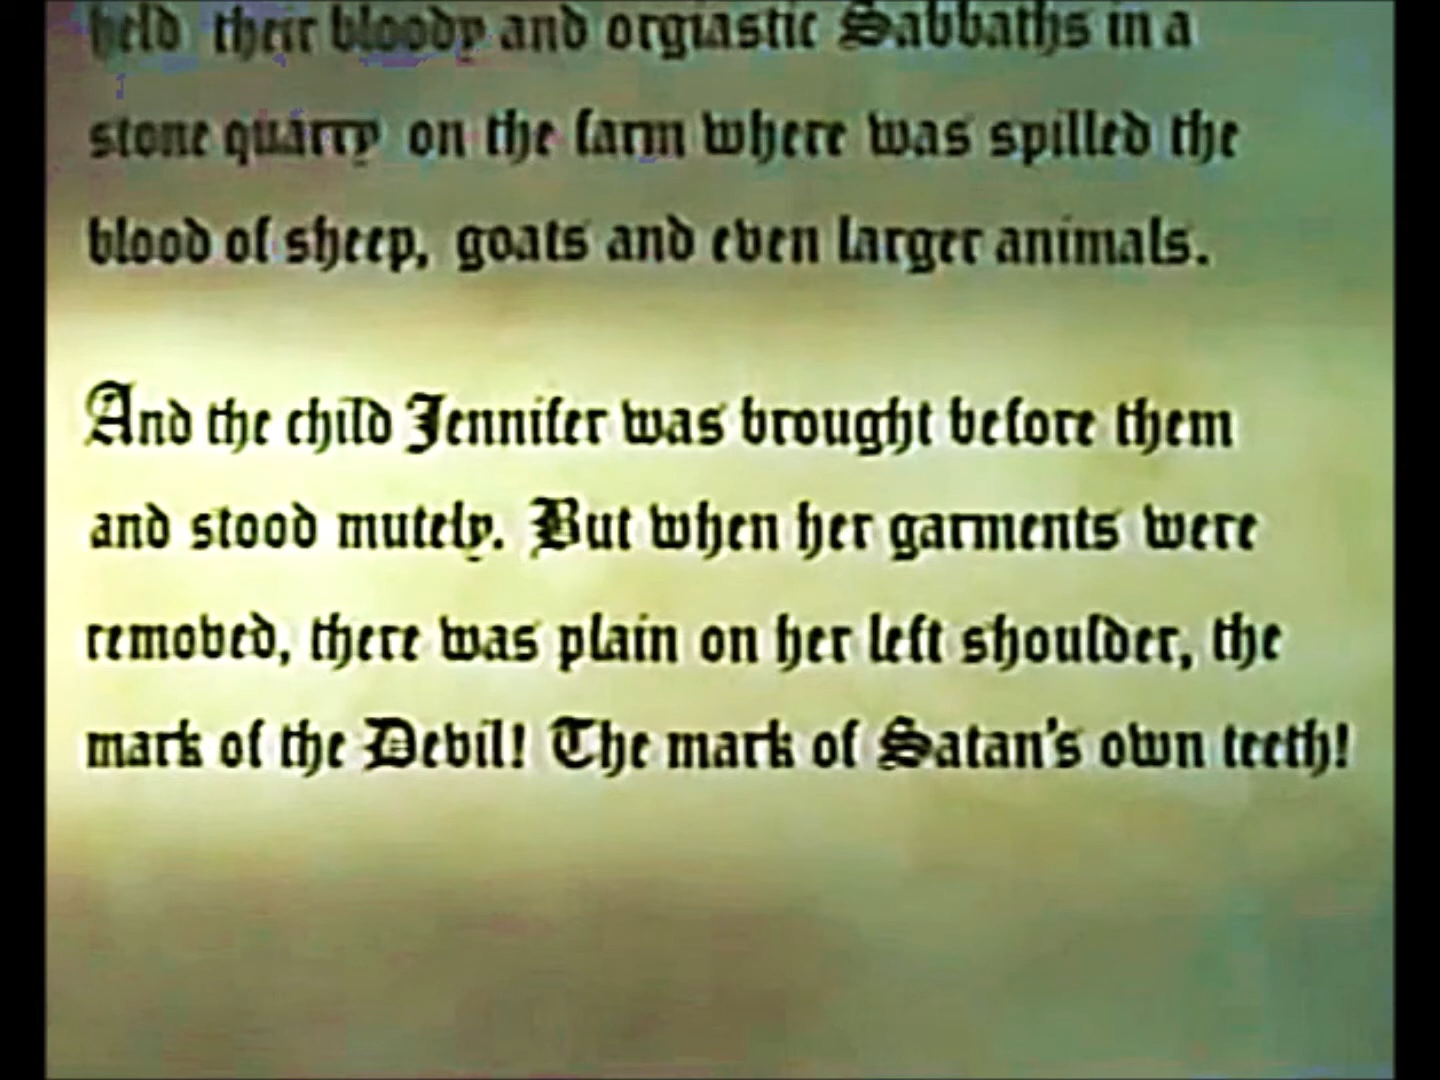 held their bloody and orgiastic Sabbaths in a
stone quarry on the farm where was spilled the
blood of sheep, goats and even larger animals.
And the child Jennifer was brought before them
and stood mutely. But when her garments were
removed, there was plain on her left shoulder, the
mark of the Devil! The mark of Satan's own teeth!